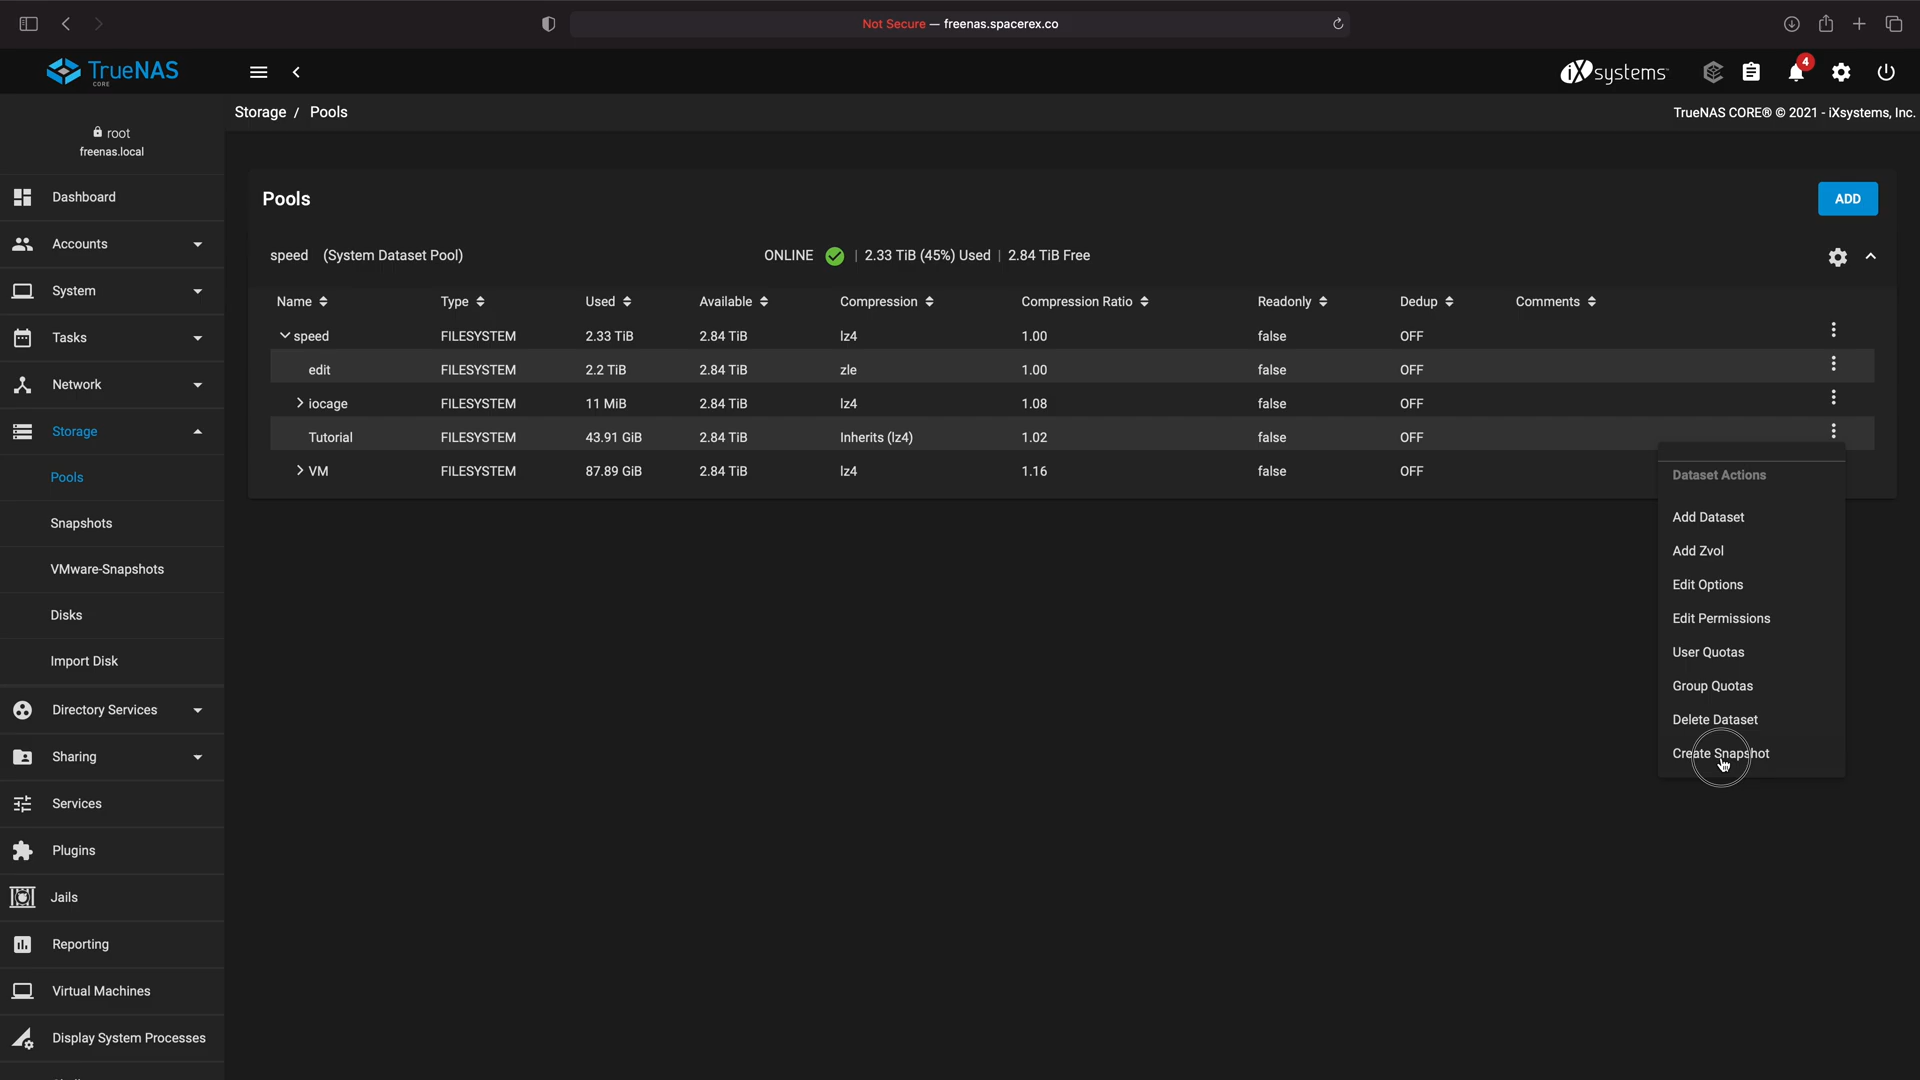 Not Secure — freenas.spacerex.co
TrueNAS
CORE
iXsystems
4
root
freenas.local
Storage / Pools
TrueNAS CORE® © 2021 - iXsystems, Inc.
Dashboard
Accounts
System
Tasks
Network
Storage
Pools
Snapshots
VMware-Snapshots
Disks
Import Disk
Directory Services
Sharing
Services
Plugins
Jails
Reporting
Virtual Machines
Display System Processes
Pools
ADD
speed (System Dataset Pool) ONLINE | 2.33 TiB (45%) Used | 2.84 TiB Free
Name Type Used Available Compression Compression Ratio Readonly Dedup Comments
speed FILESYSTEM 2.33 TiB 2.84 TiB lz4 1.00 false OFF
edit FILESYSTEM 2.2 TiB 2.84 TiB zle 1.00 false OFF
iocage FILESYSTEM 11 MiB 2.84 TiB lz4 1.08 false OFF
Tutorial FILESYSTEM 43.91 GiB 2.84 TiB Inherits (lz4) 1.02 false OFF
VM FILESYSTEM 87.89 GiB 2.84 TiB lz4 1.16 false OFF
Dataset Actions
Add Dataset
Add Zvol
Edit Options
Edit Permissions
User Quotas
Group Quotas
Delete Dataset
Create Snapshot